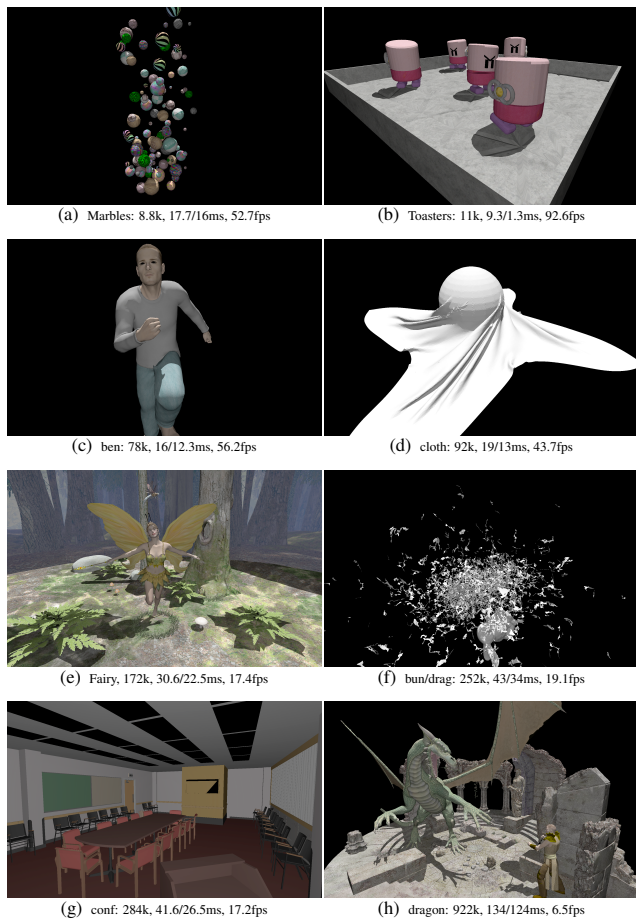 (a) Marbles: 8.8k, 17.7/16ms, 52.7fps
(b) Toasters: 11k, 9.3/1.3ms, 92.6fps
(c) ben: 78k, 16/12.3ms, 56.2fps
(d) cloth: 92k, 19/13ms, 43.7fps
(e) Fairy, 172k, 30.6/22.5ms, 17.4fps
(f) bun/drag: 252k, 43/34ms, 19.1fps
(g) conf: 284k, 41.6/26.5ms, 17.2fps
(h) dragon: 922k, 134/124ms, 6.5fps